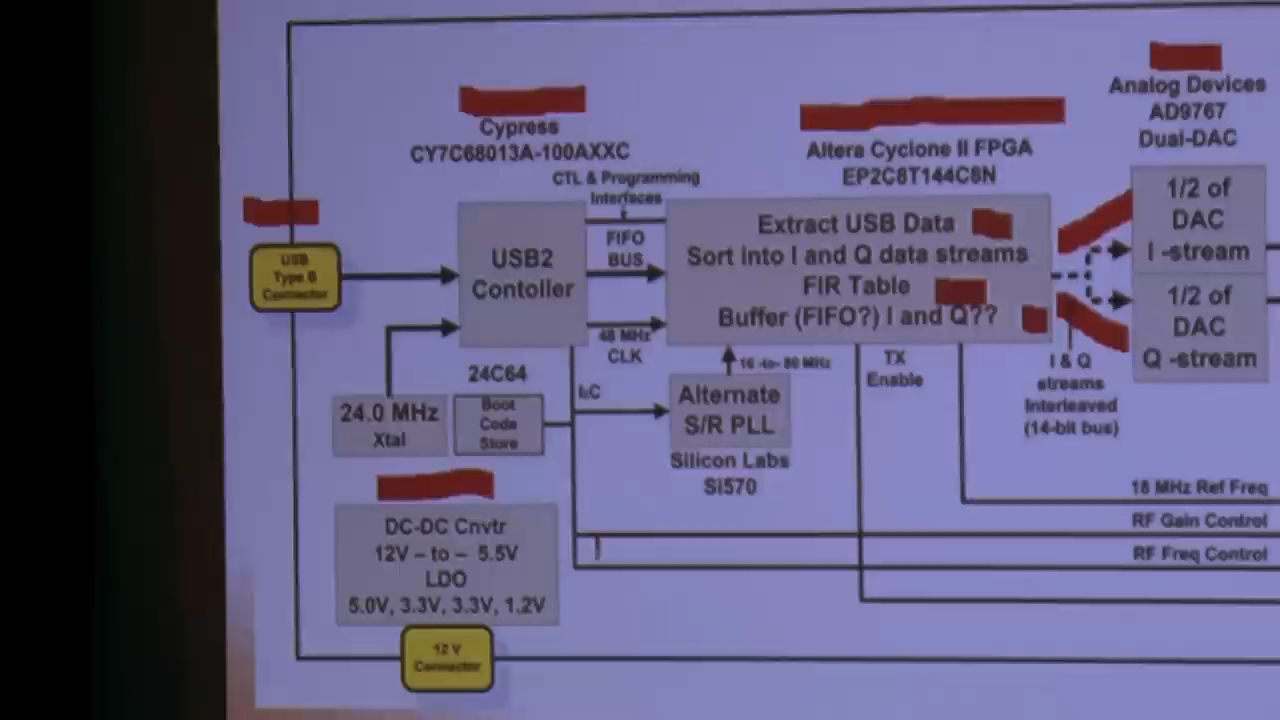 Analog Devices
AD9767
Dual-DAC
Cypress
CY7C68013A-100AXXC
Altera Cyclone II FPGA
EP2C8T144C8N
CTL & Programming
Interfaces
USB
Type B
Connector
USB2
Contoller
FIFO
BUS
48 MHz
CLK
Extract USB Data
Sort into I and Q data streams
FIR Table
Buffer (FIFO?) I and Q??
1/2 of
DAC
I -stream
1/2 of
DAC
Q -stream
I & Q
streams
Interleaved
(14-bit bus)
TX
Enable
16 -to- 80 MHz
24C64
I2C
24.0 MHz
Xtal
Boot
Code
Store
Alternate
S/R PLL
Silicon Labs
Si570
18 MHz Ref Freq
RF Gain Control
RF Freq Control
DC-DC Cnvtr
12V – to – 5.5V
LDO
5.0V, 3.3V, 3.3V, 1.2V
12 V
Connector